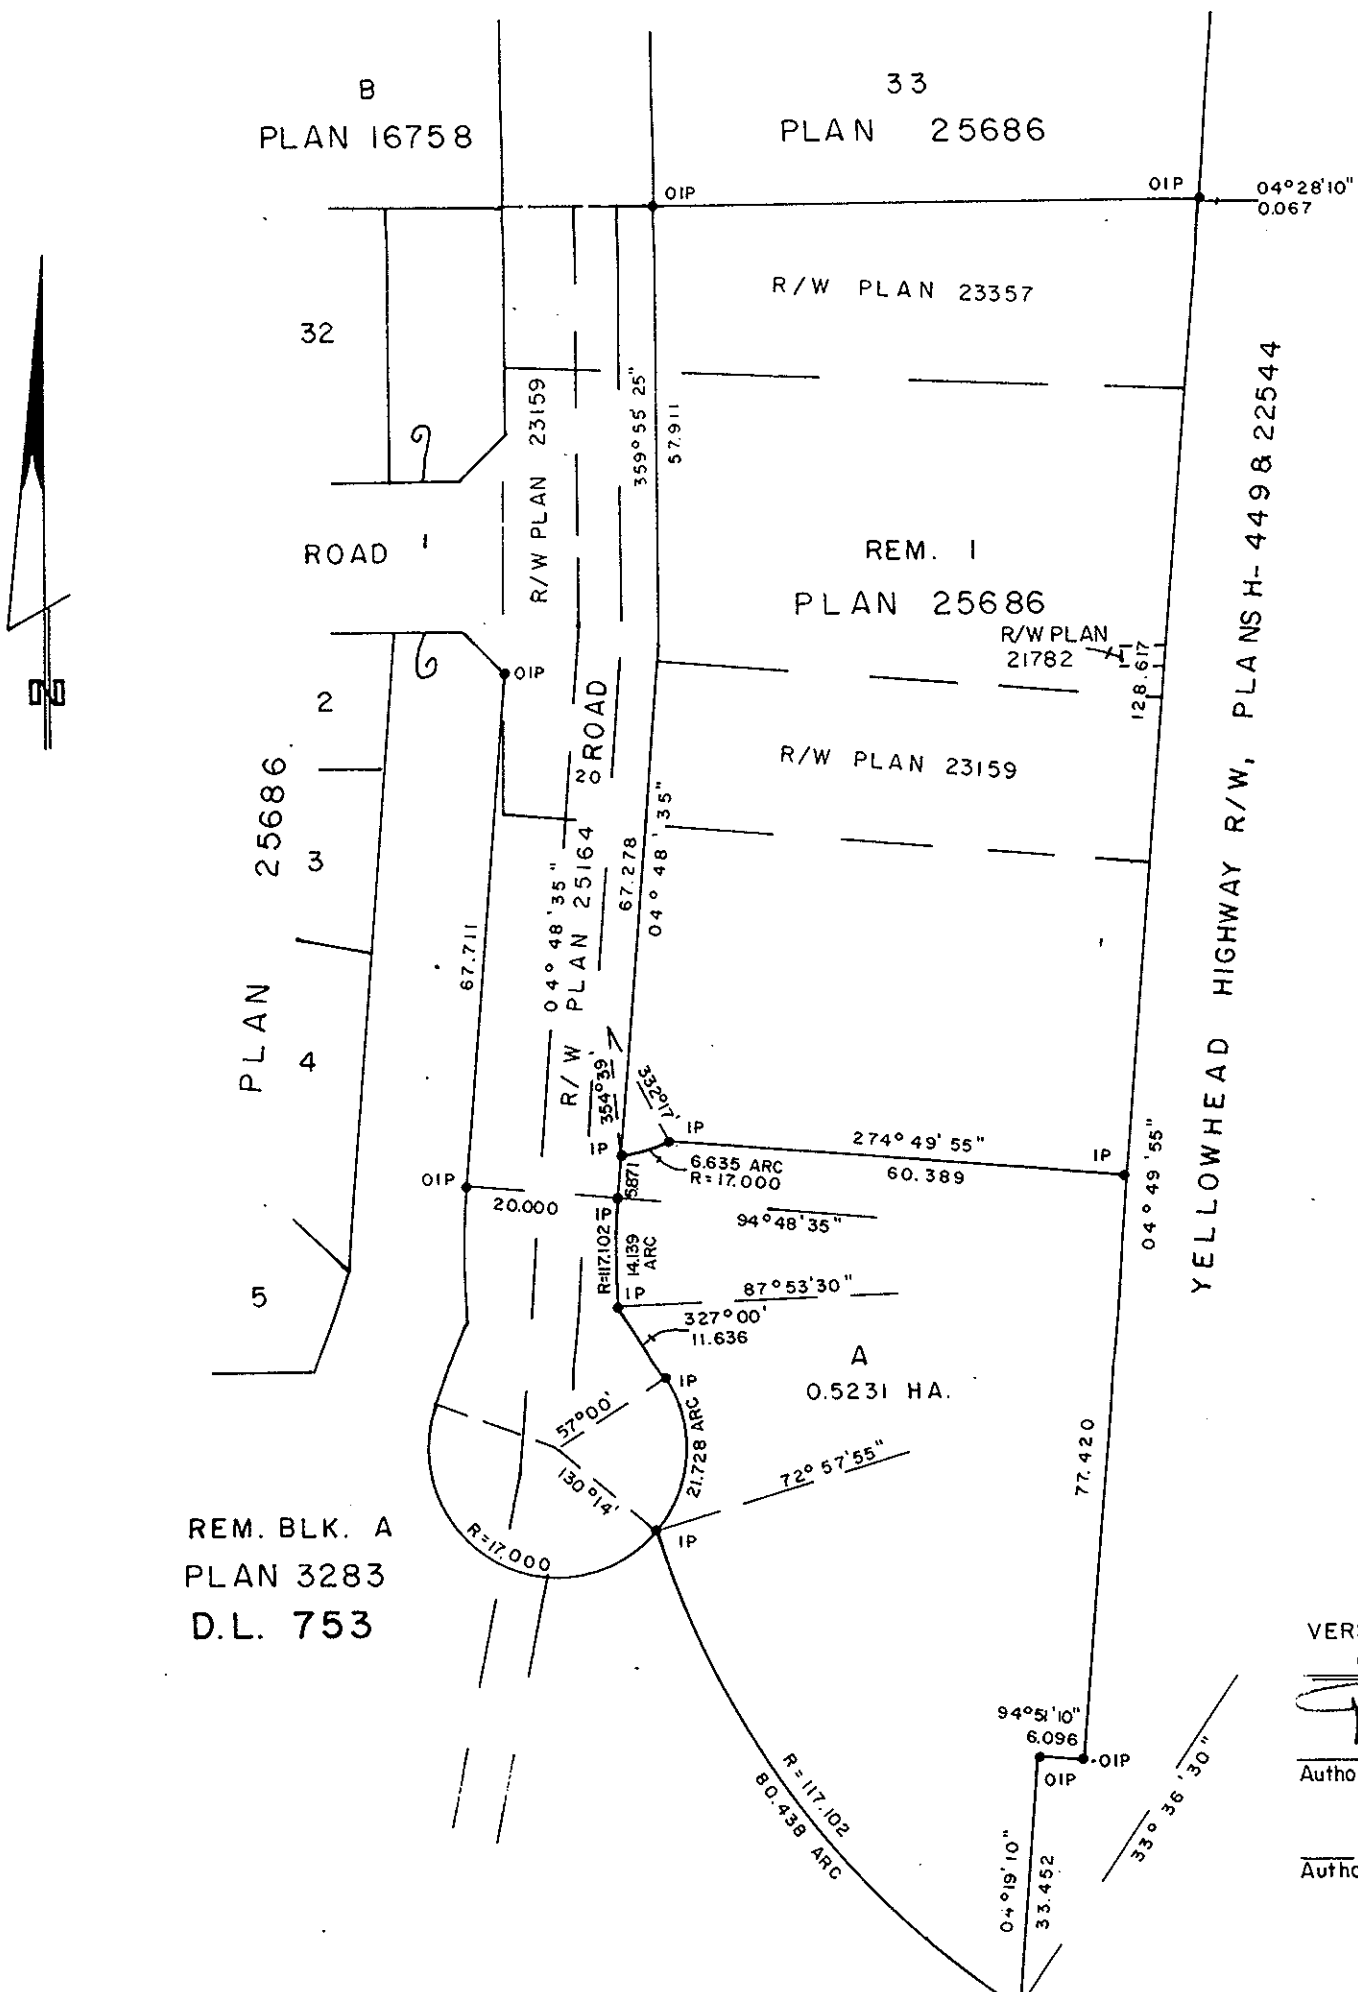 B
PLAN 16758
33
PLAN 25686
OIP
OIP
04°28'10"
0.067
R/W PLAN 23357
32
R/W PLAN 23159
359°55'25"
57.911
ROAD
1
REM. 1
PLAN 25686
R/W PLAN
21782
128.617
YELLOWHEAD HIGHWAY R/W, PLANS H-449 & 22544
N
OIP
2
PLAN 25686
20 ROAD
R/W PLAN 23159
3
67.711
04°48'35"
R/W PLAN 25164
67.278
04°48'35"
4
354°39'
332°17'
IP
IP
6.635 ARC
R=17.000
274°49'55"
60.389
IP
04°49'55"
OIP
20.000
5.871
IP
94°48'35"
R=117.102
14.139
ARC
IP
87°53'30"
5
327°00'
11.636
A
0.5231 HA.
IP
57°00'
21.728 ARC
130°14'
72°57'55"
77.420
R=17.000
IP
REM. BLK. A
PLAN 3283
D.L. 753
94°51'10"
6.096
OIP
OIP
R=117.102
80.438 ARC
04°19'10"
33.452
33°36'30"
VER
Autho
Autho